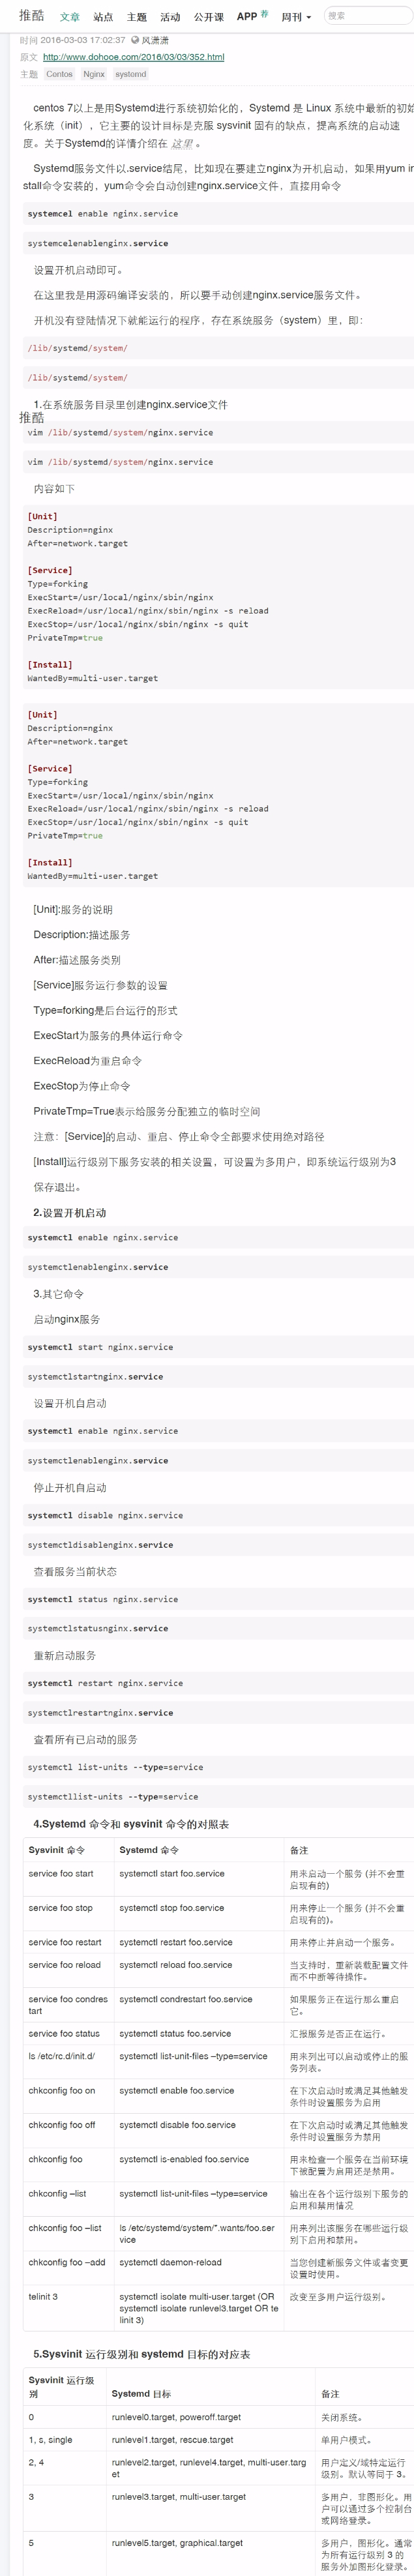 推酷 文章 站点 主题 活动 公开课 APP 荐 周刊 搜索
时间 2016-03-03 17:02:37 风潇潇
原文 http://www.dohooe.com/2016/03/03/352.html
主题 Centos Nginx systemd
centos 7以上是用Systemd进行系统初始化的，Systemd 是 Linux 系统中最新的初始
化系统（init），它主要的设计目标是克服 sysvinit 固有的缺点，提高系统的启动速
度。关于Systemd的详情介绍在 这里 。
Systemd服务文件以.service结尾，比如现在要建立nginx为开机启动，如果用yum in
stall命令安装的，yum命令会自动创建nginx.service文件，直接用命令
systemcel enable nginx.service
systemcelenablenginx.service
设置开机启动即可。
在这里我是用源码编译安装的，所以要手动创建nginx.service服务文件。
开机没有登陆情况下就能运行的程序，存在系统服务（system）里，即：
/lib/systemd/system/
/lib/systemd/system/
1.在系统服务目录里创建nginx.service文件
推酷
vim /lib/systemd/system/nginx.service
vim /lib/systemd/system/nginx.service
内容如下
[Unit]
Description=nginx
After=network.target
[Service]
Type=forking
ExecStart=/usr/local/nginx/sbin/nginx
ExecReload=/usr/local/nginx/sbin/nginx -s reload
ExecStop=/usr/local/nginx/sbin/nginx -s quit
PrivateTmp=true
[Install]
WantedBy=multi-user.target
[Unit]
Description=nginx
After=network.target
[Service]
Type=forking
ExecStart=/usr/local/nginx/sbin/nginx
ExecReload=/usr/local/nginx/sbin/nginx -s reload
ExecStop=/usr/local/nginx/sbin/nginx -s quit
PrivateTmp=true
[Install]
WantedBy=multi-user.target
[Unit]:服务的说明
Description:描述服务
After:描述服务类别
[Service]服务运行参数的设置
Type=forking是后台运行的形式
ExecStart为服务的具体运行命令
ExecReload为重启命令
ExecStop为停止命令
PrivateTmp=True表示给服务分配独立的临时空间
注意：[Service]的启动、重启、停止命令全部要求使用绝对路径
[Install]运行级别下服务安装的相关设置，可设置为多用户，即系统运行级别为3
保存退出。
2.设置开机启动
systemctl enable nginx.service
systemctlenablenginx.service
3.其它命令
启动nginx服务
systemctl start nginx.service
systemctlstartnginx.service
设置开机自启动
systemctl enable nginx.service
systemctlenablenginx.service
停止开机自启动
systemctl disable nginx.service
systemctldisablenginx.service
查看服务当前状态
systemctl status nginx.service
systemctlstatusnginx.service
重新启动服务
systemctl restart nginx.service
systemctlrestartnginx.service
查看所有已启动的服务
systemctl list-units --type=service
systemctllist-units --type=service
4.Systemd 命令和 sysvinit 命令的对照表
Sysvinit 命令 Systemd 命令 备注
service foo start systemctl start foo.service 用来启动一个服务 (并不会重
启现有的)
service foo stop systemctl stop foo.service 用来停止一个服务 (并不会重
启现有的)。
service foo restart systemctl restart foo.service 用来停止并启动一个服务。
service foo reload systemctl reload foo.service 当支持时，重新装载配置文件
而不中断等待操作。
service foo condres systemctl condrestart foo.service 如果服务正在运行那么重启
tart 它。
service foo status systemctl status foo.service 汇报服务是否正在运行。
ls /etc/rc.d/init.d/ systemctl list-unit-files –type=service 用来列出可以启动或停止的服
务列表。
chkconfig foo on systemctl enable foo.service 在下次启动时或满足其他触发
条件时设置服务为启用
chkconfig foo off systemctl disable foo.service 在下次启动时或满足其他触发
条件时设置服务为禁用
chkconfig foo systemctl is-enabled foo.service 用来检查一个服务在当前环境
下被配置为启用还是禁用。
chkconfig –list systemctl list-unit-files –type=service 输出在各个运行级别下服务的
启用和禁用情况
chkconfig foo –list ls /etc/systemd/system/*.wants/foo.ser 用来列出该服务在哪些运行级
vice 别下启用和禁用。
chkconfig foo –add systemctl daemon-reload 当您创建新服务文件或者变更
设置时使用。
telinit 3 systemctl isolate multi-user.target (OR 改变至多用户运行级别。
systemctl isolate runlevel3.target OR te
linit 3)
5.Sysvinit 运行级别和 systemd 目标的对应表
Sysvinit 运行级
别 Systemd 目标 备注
0 runlevel0.target, poweroff.target 关闭系统。
1, s, single runlevel1.target, rescue.target 单用户模式。
2, 4 runlevel2.target, runlevel4.target, multi-user.targ 用户定义/域特定运行
et 级别。默认等同于 3。
3 runlevel3.target, multi-user.target 多用户，非图形化。用
户可以通过多个控制台
或网络登录。
5 runlevel5.target, graphical.target 多用户，图形化。通常
为所有运行级别 3 的
服务外加图形化登录。